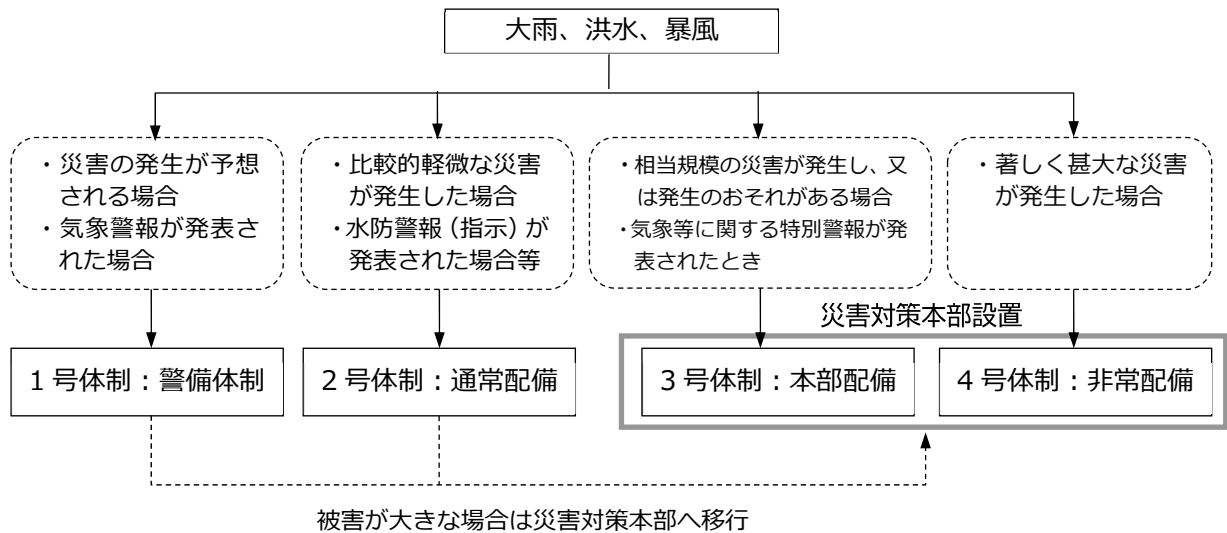 大雨、洪水、暴風
・災害の発生が予想
される場合
・気象警報が発表さ
れた場合
・比較的軽微な災害
が発生した場合
・水防警報（指示）が
発表された場合等
・相当規模の災害が発生し、又
は発生のおそれがある場合
・気象等に関する特別警報が発
表されたとき
・著しく甚大な災害
が発生した場合
災害対策本部設置
１号体制：警備体制
２号体制：通常配備
３号体制：本部配備
４号体制：非常配備
被害が大きな場合は災害対策本部へ移行